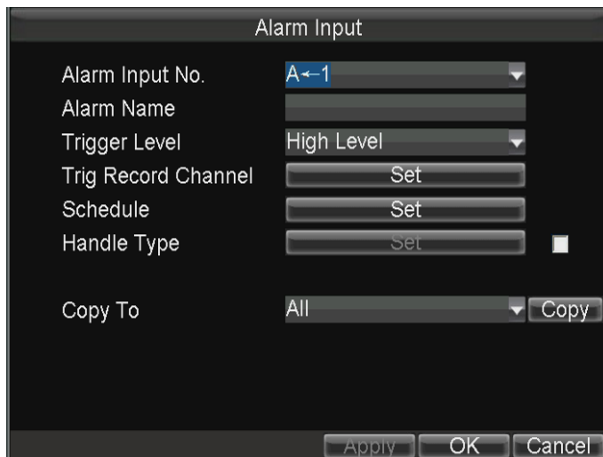 Alarm Input
Alarm Input No. A←1
Alarm Name
Trigger Level High Level
Trig Record Channel Set
Schedule Set
Handle Type Set
Copy To All Copy
Apply OK Cancel